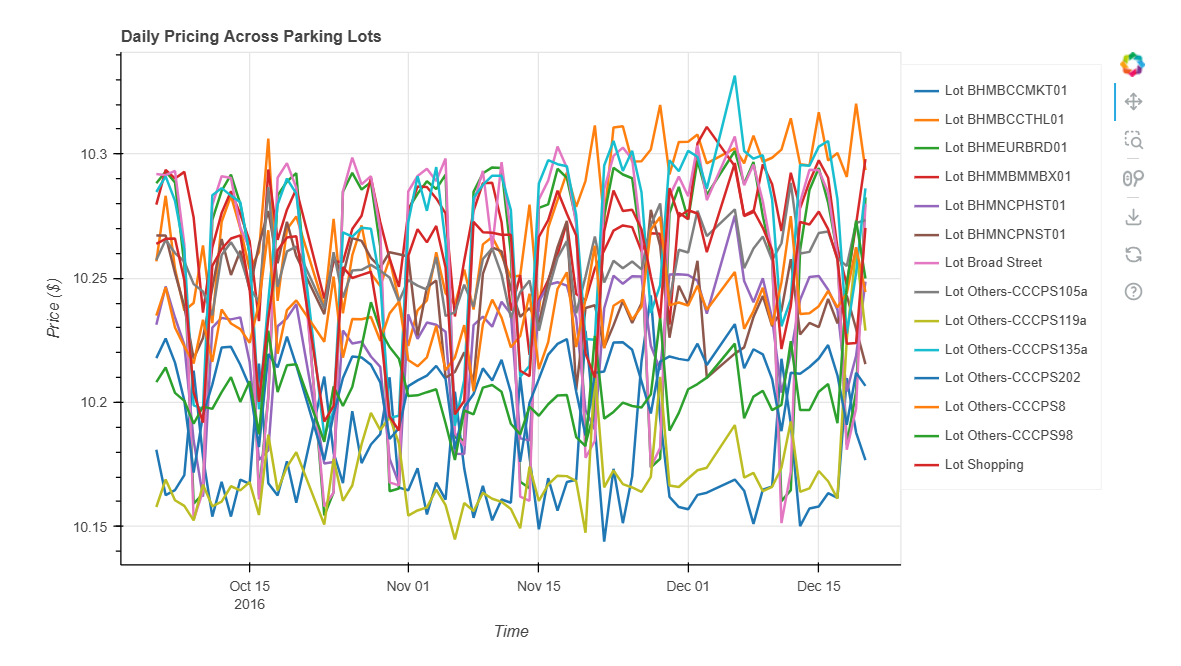 Daily Pricing Across Parking Lots
10.3
10.25
10.2
10.15
Price ($)
Oct 15
2016
Nov 01
Nov 15
Dec 01
Dec 15
Time
Lot BHMBCCMKT01
Lot BHMBCCTHL01
Lot BHMEURBRD01
Lot BHMMBMMBX01
Lot BHMNCPHST01
Lot BHMNCPNST01
Lot Broad Street
Lot Others-CCCPS105a
Lot Others-CCCPS119a
Lot Others-CCCPS135a
Lot Others-CCCPS202
Lot Others-CCCPS8
Lot Others-CCCPS98
Lot Shopping